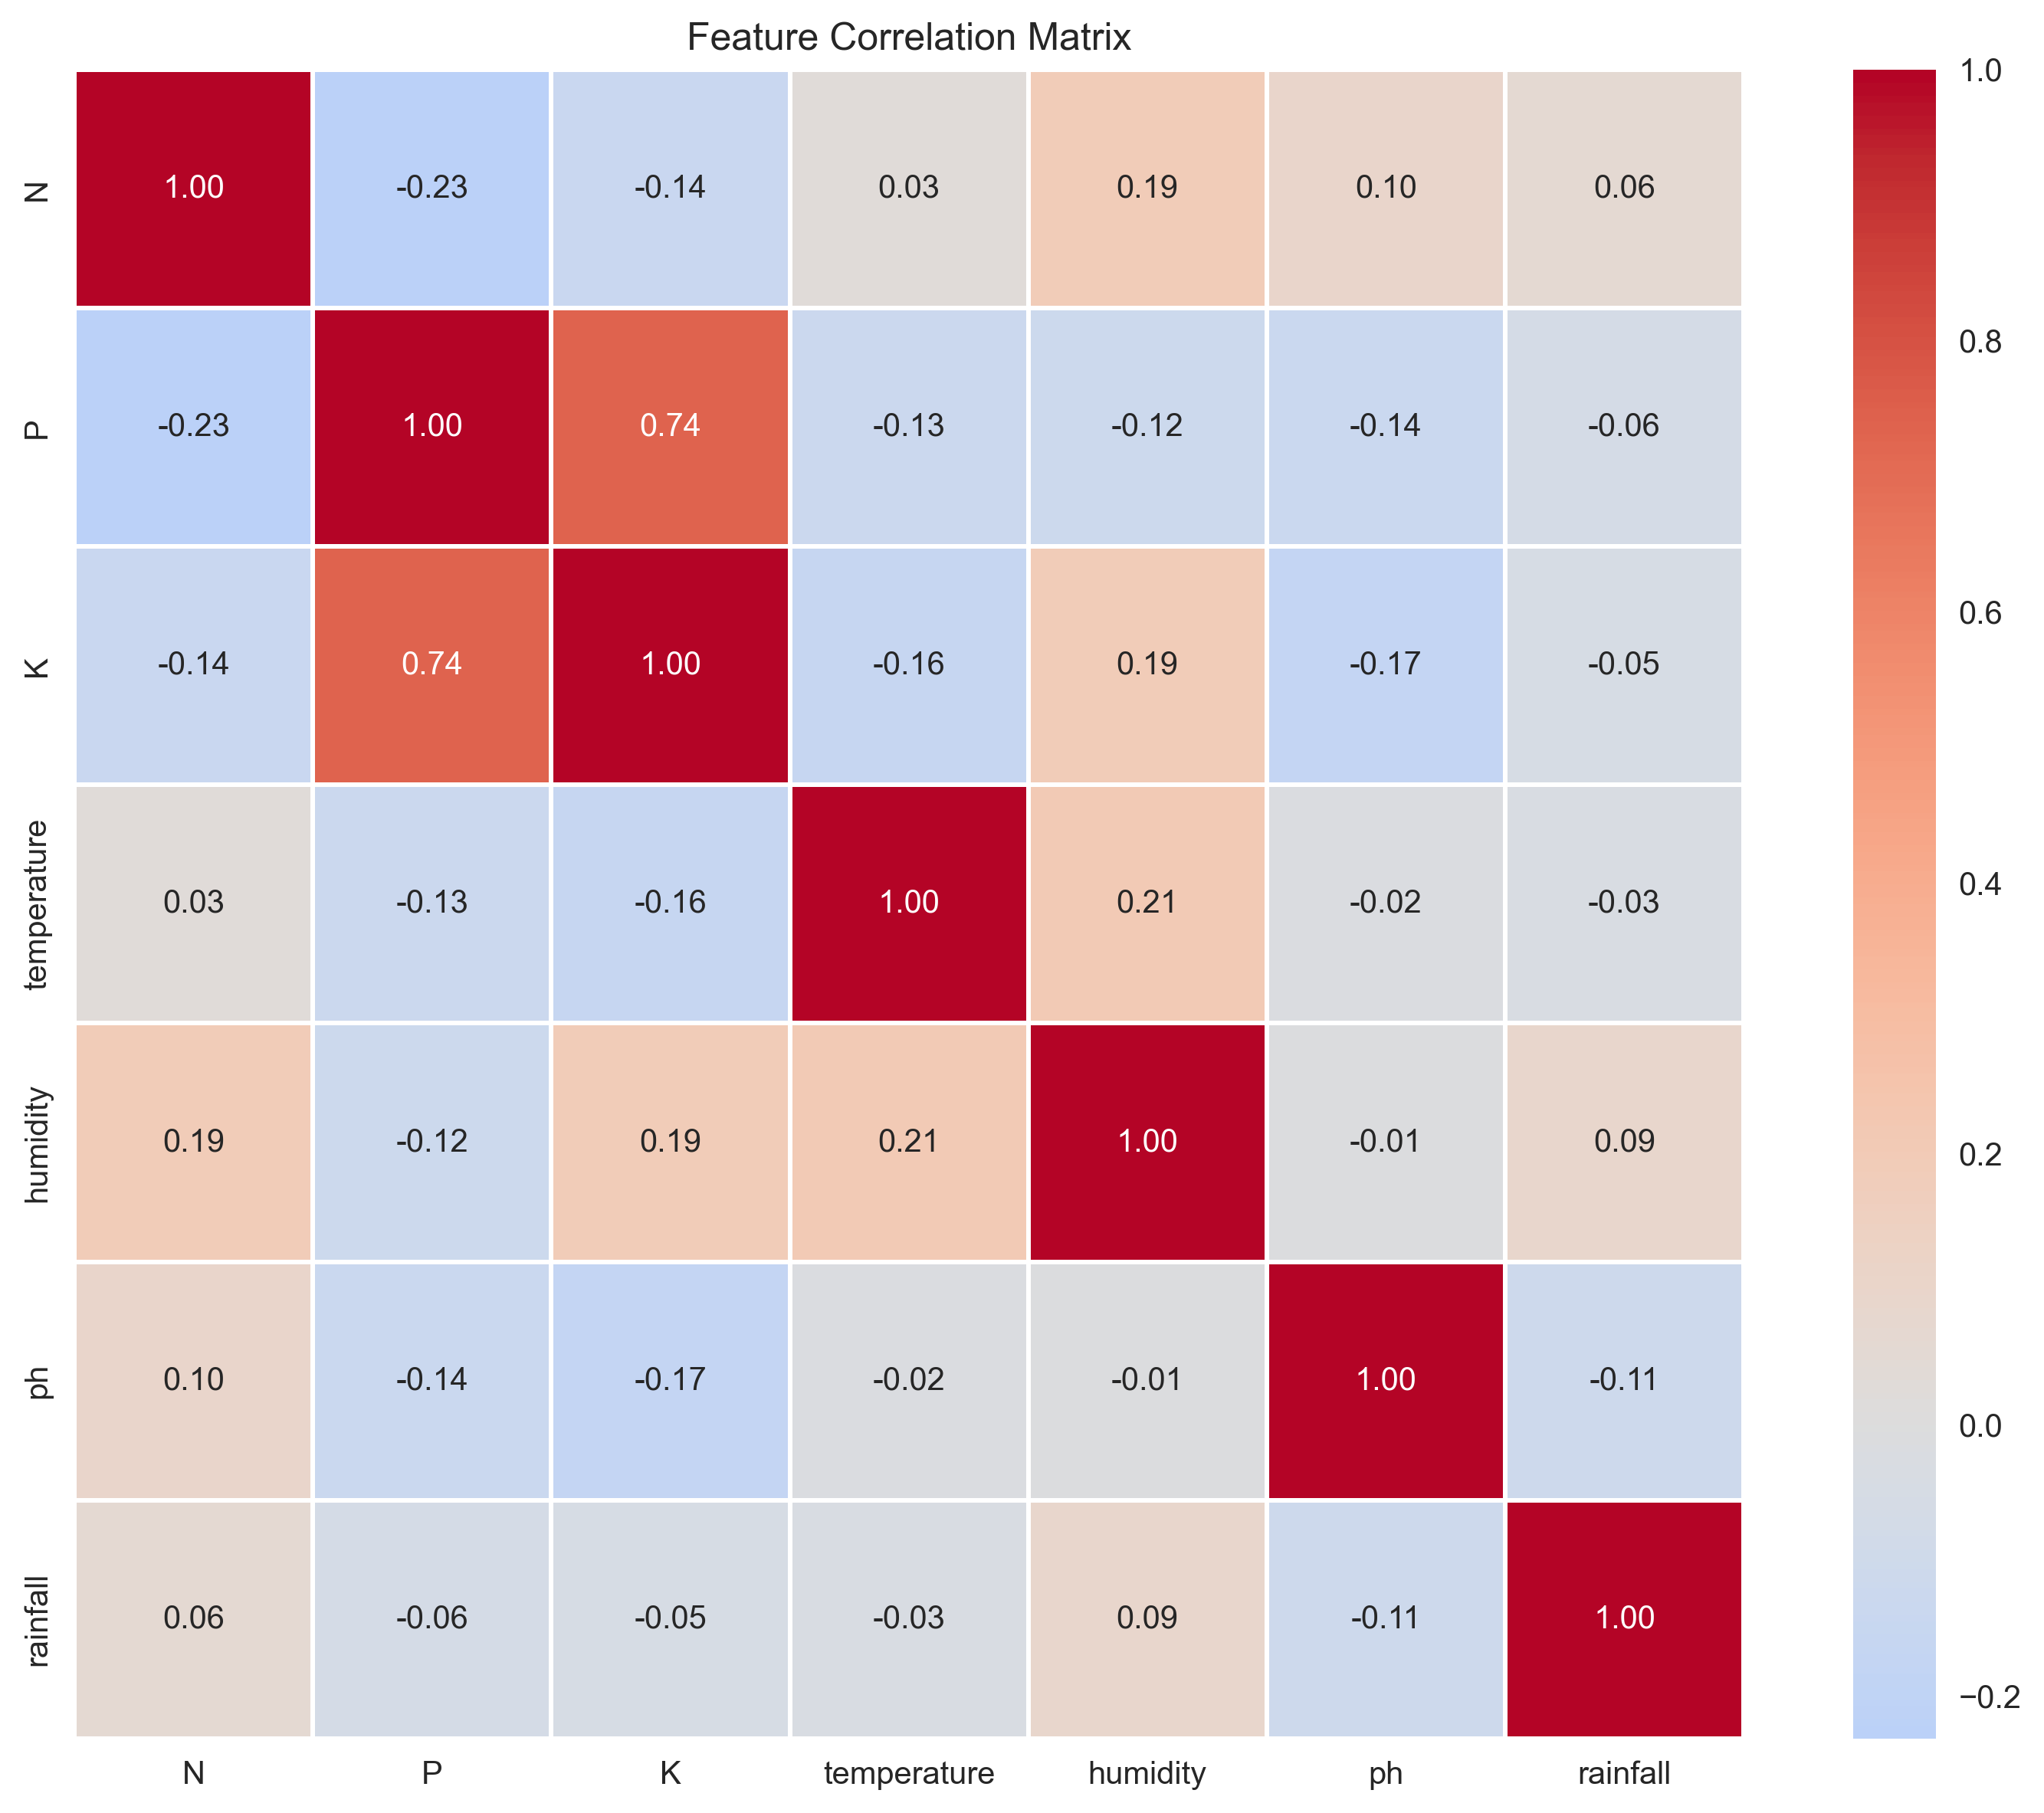 Feature Correlation Matrix
N 1.00 -0.23 -0.14 0.03 0.19 0.10 0.06
P -0.23 1.00 0.74 -0.13 -0.12 -0.14 -0.06
K -0.14 0.74 1.00 -0.16 0.19 -0.17 -0.05
temperature 0.03 -0.13 -0.16 1.00 0.21 -0.02 -0.03
humidity 0.19 -0.12 0.19 0.21 1.00 -0.01 0.09
ph 0.10 -0.14 -0.17 -0.02 -0.01 1.00 -0.11
rainfall 0.06 -0.06 -0.05 -0.03 0.09 -0.11 1.00
N P K temperature humidity ph rainfall
1.0
0.8
0.6
0.4
0.2
0.0
−0.2